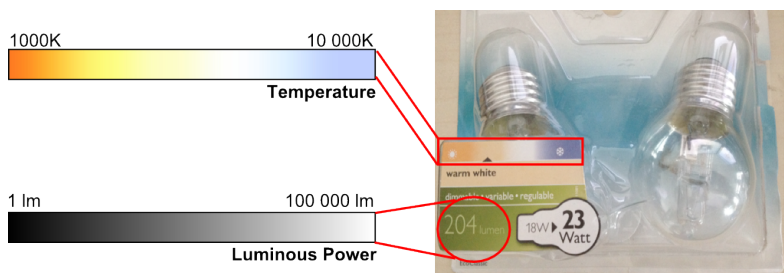 1000K 10 000K
Temperature
1 lm 100 000 lm
Luminous Power
warm white
dimmable • variable • regulable
204 lumen
18W 23
Watt